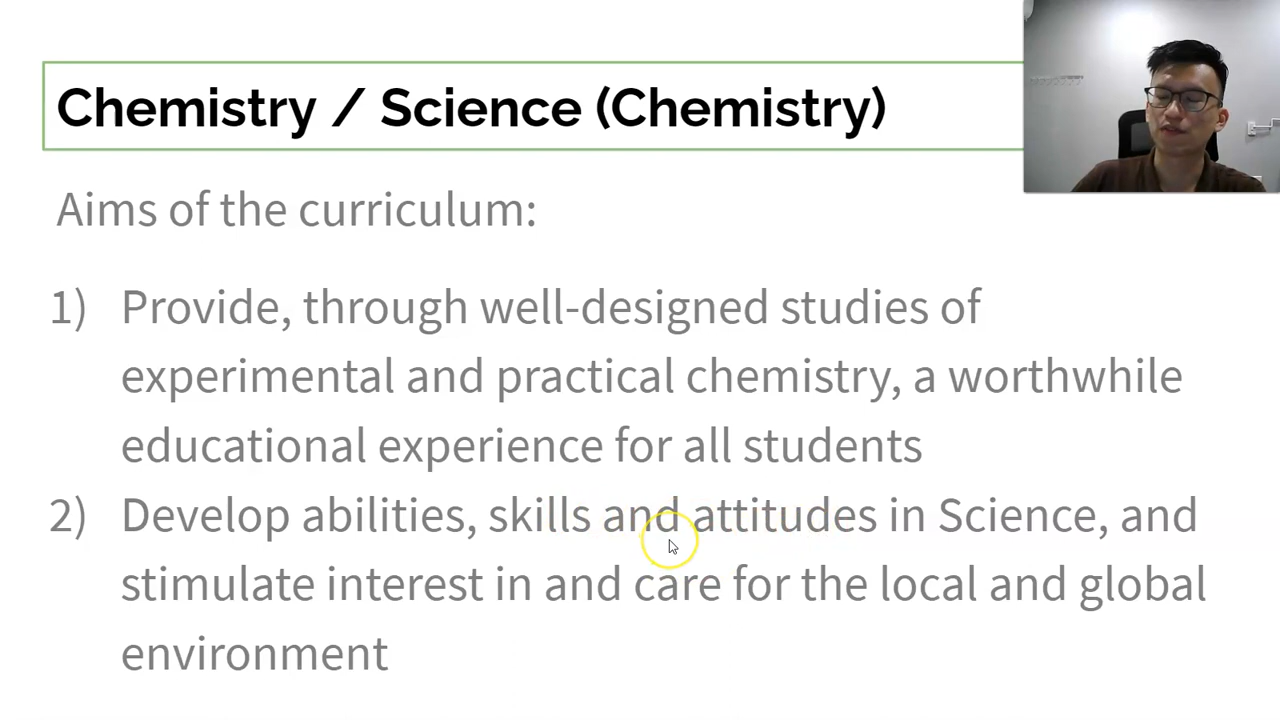 Chemistry / Science (Chemistry)
Aims of the curriculum:
1) Provide, through well-designed studies of
experimental and practical chemistry, a worthwhile
educational experience for all students
2) Develop abilities, skills and attitudes in Science, and
stimulate interest in and care for the local and global
environment